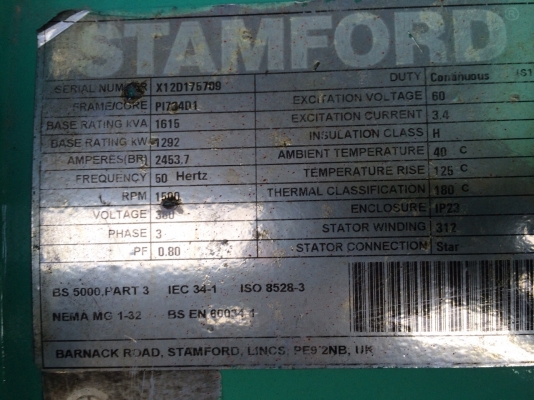 STAMFORD
SERIAL NUMBER X12D175709 DUTY Continuous (S1
FRAME/CORE PI734D1 EXCITATION VOLTAGE 60
BASE RATING kVA 1615 EXCITATION CURRENT 3.4
BASE RATING kW 1292 INSULATION CLASS H
AMPERES(BR) 2453.7 AMBIENT TEMPERATURE 40 C
FREQUENCY 50 Hertz TEMPERATURE RISE 125 C
RPM 1500 THERMAL CLASSIFICATION 180 C
VOLTAGE 380 ENCLOSURE IP23
PHASE 3 STATOR WINDING 312
PF 0.80 STATOR CONNECTION Star
BS 5000,PART 3 IEC 34-1 ISO 8528-3
NEMA MG 1-32 BS EN 60034-1
BARNACK ROAD, STAMFORD, LINCS, PE9 2NB, UK